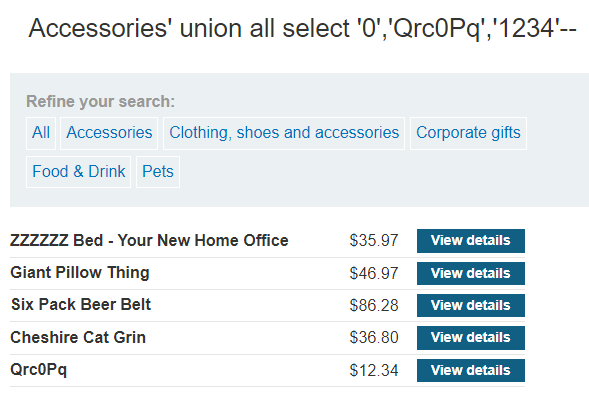 Accessories' union all select '0','Qrc0Pq','1234'--
Refine your search:
All Accessories Clothing, shoes and accessories Corporate gifts
Food & Drink Pets
ZZZZZZ Bed - Your New Home Office $35.97 View details
Giant Pillow Thing $46.97 View details
Six Pack Beer Belt $86.28 View details
Cheshire Cat Grin $36.80 View details
Qrc0Pq $12.34 View details